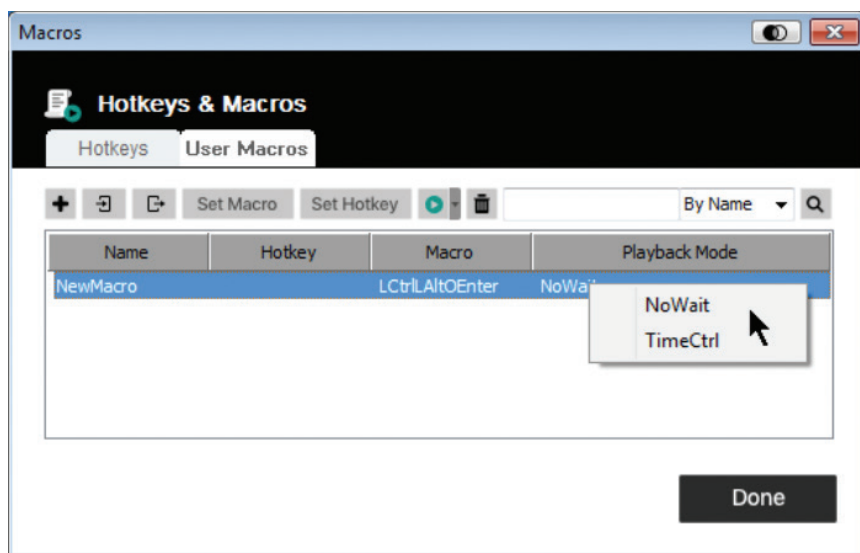 Macros
Hotkeys & Macros
Hotkeys User Macros
Set Macro Set Hotkey By Name
Name Hotkey Macro Playback Mode
NewMacro LCtrlLAltOEnter NoWait
NoWait
TimeCtrl
Done